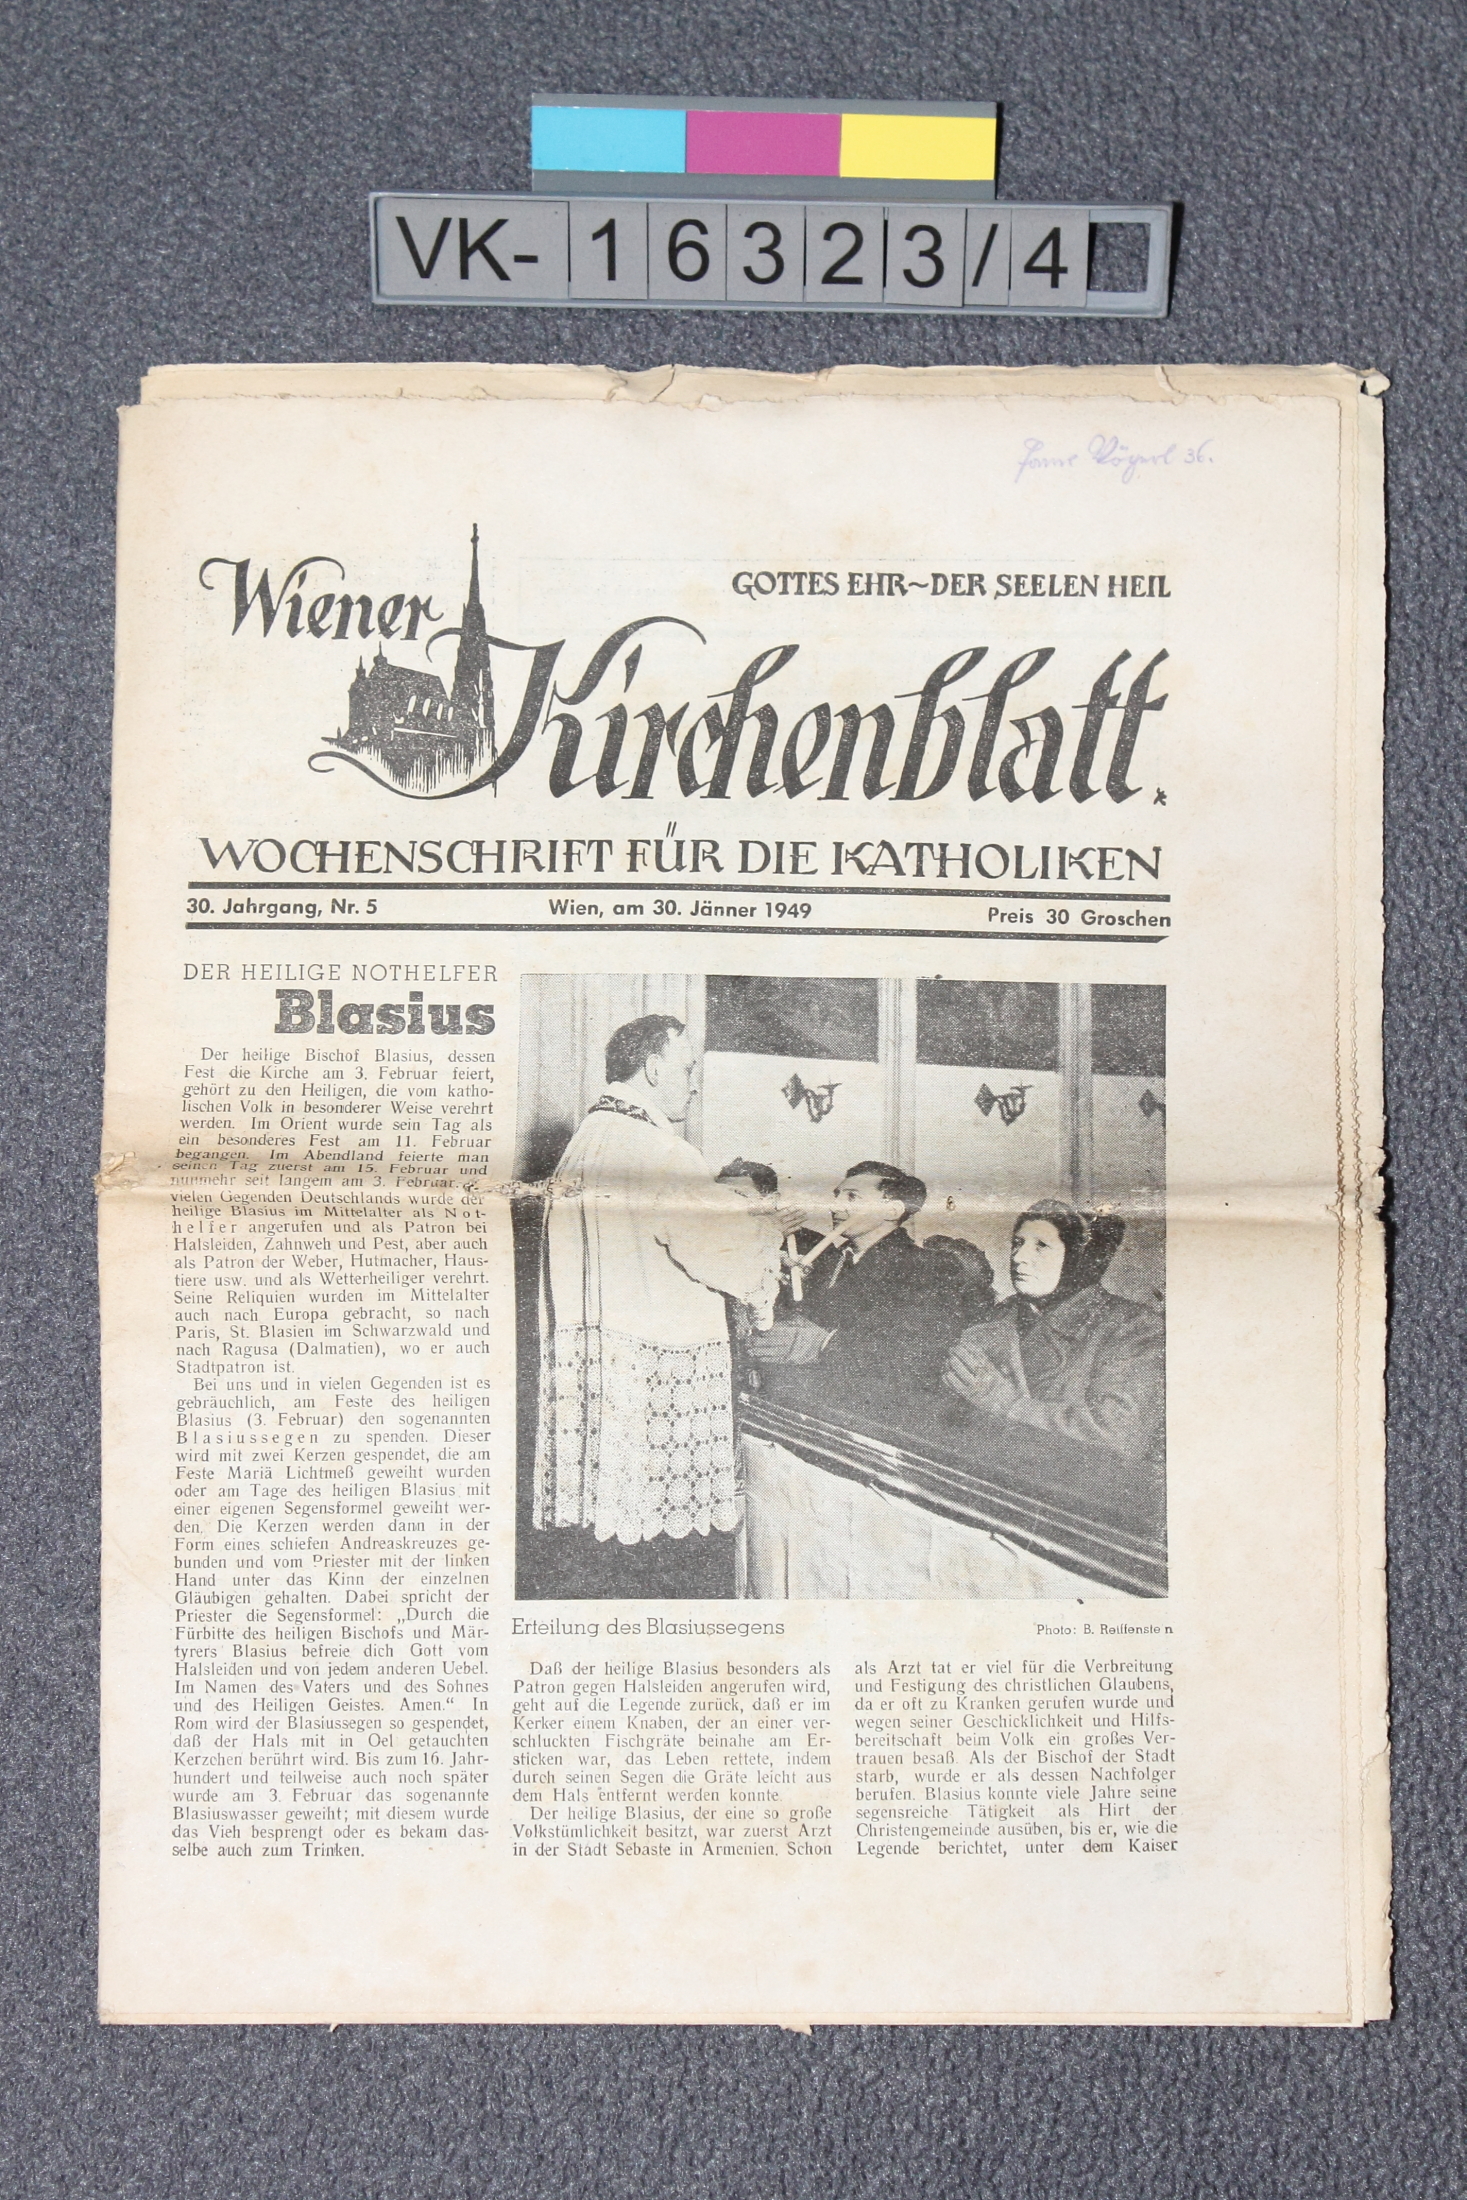 VK-16323/4
36.
Wiener
GOTTES EHR~DER SEELEN HEIL
Kirchenblatt
WOCHENSCHRIFT FÜR DIE KATHOLIKEN
30. Jahrgang, Nr. 5 Wien, am 30. Jänner 1949 Preis 30 Groschen
DER HEILIGE NOTHELFER
Blasius
Der heilige Bischof Blasius, dessen
Fest die Kirche am 3. Februar feiert,
gehört zu den Heiligen, die vom katho-
lischen Volk in besonderer Weise verehrt
werden. Im Orient wurde sein Tag als
ein besonderes Fest am 11. Februar
begangen. Im Abendland feierte man
seinen Tag zuerst am 15. Februar und
nunmehr seit langem am 3. Februar.
vielen Gegenden Deutschlands wurde der
heilige Blasius im Mittelalter als Not-
helfer angerufen und als Patron bei
Halsleiden, Zahnweh und Pest, aber auch
als Patron der Weber, Hutmacher, Haus-
tiere usw. und als Wetterheiliger verehrt.
Seine Reliquien wurden im Mittelalter
auch nach Europa gebracht, so nach
Paris, St. Blasien im Schwarzwald und
nach Ragusa (Dalmatien), wo er auch
Stadtpatron ist.
Bei uns und in vielen Gegenden ist es
gebräuchlich, am Feste des heiligen
Blasius (3. Februar) den sogenannten
Blasiussegen zu spenden. Dieser
wird mit zwei Kerzen gespendet, die am
Feste Mariä Lichtmeß geweiht wurden
oder am Tage des heiligen Blasius mit
einer eigenen Segensformel geweiht wer-
den. Die Kerzen werden dann in der
Form eines schiefen Andreaskreuzes ge-
bunden und vom Priester mit der linken
Hand unter das Kinn der einzelnen
Gläubigen gehalten. Dabei spricht der
Priester die Segensformel: „Durch die
Fürbitte des heiligen Bischofs und Mär-
tyrers Blasius befreie dich Gott vom
Halsleiden und von jedem anderen Uebel.
Im Namen des Vaters und des Sohnes
und des Heiligen Geistes. Amen.“ In
Rom wird der Blasiussegen so gespendet,
daß der Hals mit in Oel getauchten
Kerzchen berührt wird. Bis zum 16. Jahr-
hundert und teilweise auch noch später
wurde am 3. Februar das sogenannte
Blasiuswasser geweiht; mit diesem wurde
das Vieh besprengt oder es bekam das-
selbe auch zum Trinken.
Erteilung des Blasiussegens
Photo: B. Reiffenstein
Daß der heilige Blasius besonders als
Patron gegen Halsleiden angerufen wird,
geht auf die Legende zurück, daß er im
Kerker einem Knaben, der an einer ver-
schluckten Fischgräte beinahe am Er-
sticken war, das Leben rettete, indem
durch seinen Segen die Gräte leicht aus
dem Hals entfernt werden konnte.
Der heilige Blasius, der eine so große
Volkstümlichkeit besitzt, war zuerst Arzt
in der Stadt Sebaste in Armenien. Schon
als Arzt tat er viel für die Verbreitung
und Festigung des christlichen Glaubens,
da er oft zu Kranken gerufen wurde und
wegen seiner Geschicklichkeit und Hilfs-
bereitschaft beim Volk ein großes Ver-
trauen besaß. Als der Bischof der Stadt
starb, wurde er als dessen Nachfolger
berufen. Blasius konnte viele Jahre seine
segensreiche Tätigkeit als Hirt der
Christengemeinde ausüben, bis er, wie die
Legende berichtet, unter dem Kaiser